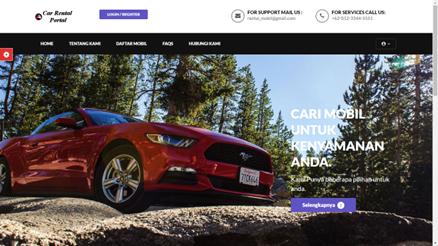 Car Rental
Portal
LOGIN / REGISTER
FOR SUPPORT MAIL US :
rental_mobil@gmail.com
FOR SERVICES CALL US:
+62-812-3344-5551
HOME
TENTANG KAMI
DAFTAR MOBIL
FAQS
HUBUNGI KAMI
CARI MOBIL
UNTUK
KENYAMANAN
ANDA.
Kami Punya beberapa pilihan untuk
anda.
Selengkapnya